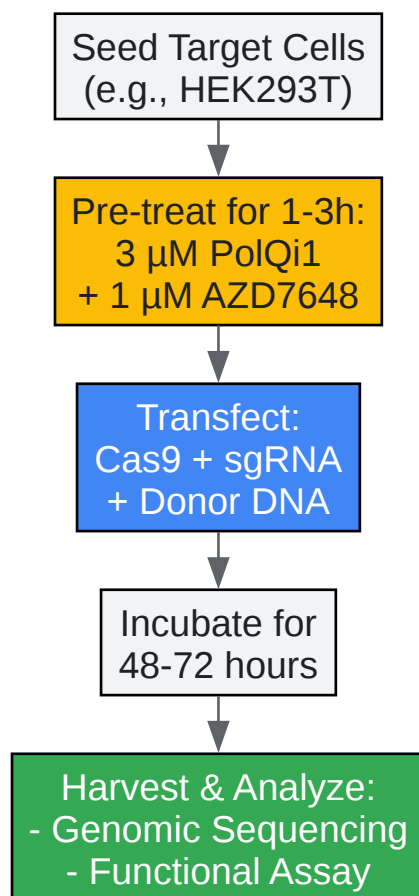 Seed Target Cells
(e.g., HEK293T)
Pre-treat for 1-3h:
3 µM PolQi1
+ 1 µM AZD7648
Transfect:
Cas9 + sgRNA
+ Donor DNA
Incubate for
48-72 hours
Harvest & Analyze:
- Genomic Sequencing
- Functional Assay